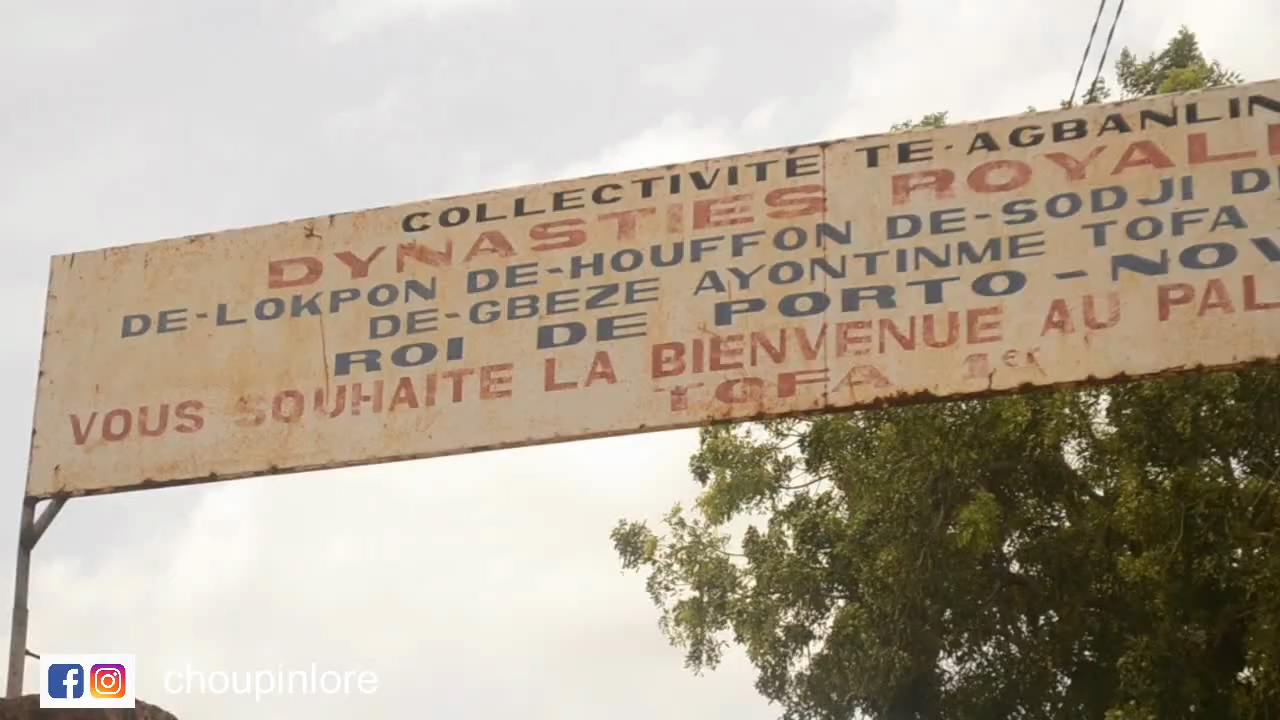 COLLECTIVITE TE-AGBANLIN
DYNASTIES ROYAL
DE-LOKPON DE-HOUFFON DE-SODJI D
DE-GBEZE AYONTINME TOFA
ROI DE PORTO-NOV
VOUS SOUHAITE LA BIENVENUE AU PAL
TOFA 1er
choupinlore